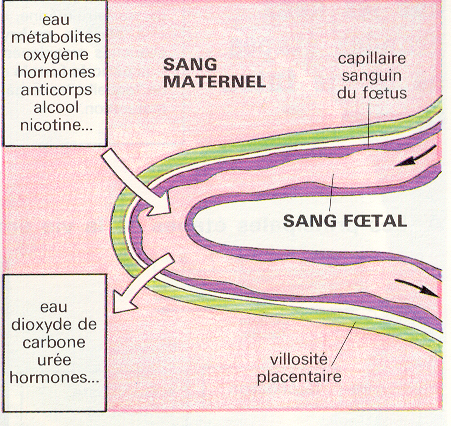 eau
métabolites
oxygène
hormones
anticorps
alcool
nicotine...
SANG
MATERNEL
capillaire
sanguin
du fœtus
SANG FŒTAL
eau
dioxyde de
carbone
urée
hormones...
villosité
placentaire